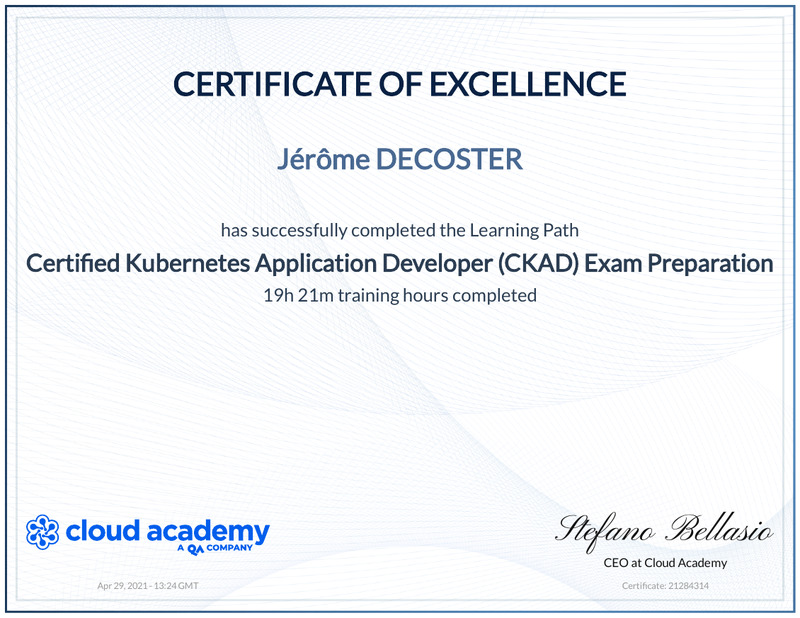 CERTIFICATE OF EXCELLENCE
Jérôme DECOSTER
has successfully completed the Learning Path
Certified Kubernetes Application Developer (CKAD) Exam Preparation
19h 21m training hours completed
cloud academy
A QA COMPANY
Stefano Bellasio
CEO at Cloud Academy
Apr 29, 2021 - 13:24 GMT
Certificate: 21284314